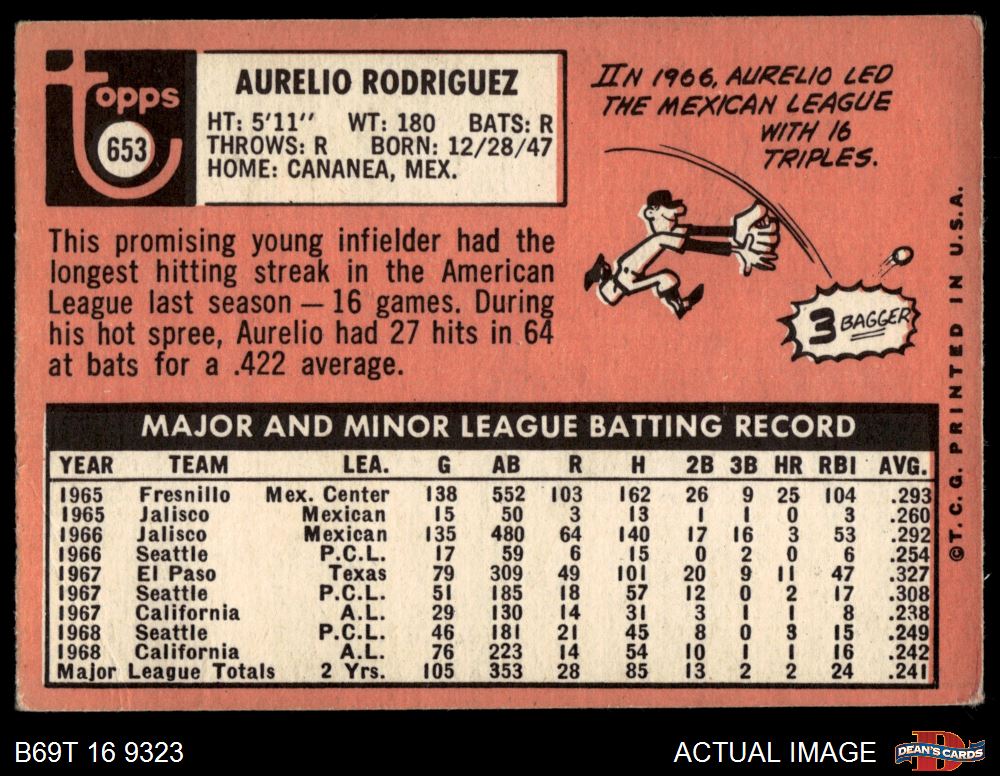 Topps
653
AURELIO RODRIGUEZ
HT: 5'11" WT: 180 BATS: R
THROWS: R BORN: 12/28/47
HOME: CANANEA, MEX.
IN 1966, AURELIO LED
THE MEXICAN LEAGUE
WITH 16
TRIPLES.
3 BAGGER
This promising young infielder had the
longest hitting streak in the American
League last season — 16 games. During
his hot spree, Aurelio had 27 hits in 64
at bats for a .422 average.
MAJOR AND MINOR LEAGUE BATTING RECORD
YEAR TEAM LEA. G AB R H 2B 3B HR RBI AVG.
1965 Fresnillo Mex. Center 138 552 103 162 26 9 25 104 .293
1965 Jalisco Mexican 15 50 3 13 1 1 0 3 .260
1966 Jalisco Mexican 135 480 64 140 17 16 3 53 .292
1966 Seattle P.C.L. 17 59 6 15 0 2 0 6 .254
1967 El Paso Texas 79 309 49 101 20 9 11 47 .327
1967 Seattle P.C.L. 51 185 18 57 12 0 2 17 .308
1967 California A.L. 29 130 14 31 3 1 1 8 .238
1968 Seattle P.C.L. 46 181 21 45 8 0 3 15 .249
1968 California A.L. 76 223 14 54 10 1 1 16 .242
Major League Totals 2 Yrs. 105 353 28 85 13 2 2 24 .241
© T. C. G. PRINTED IN U.S.A.
B69T 16 9323
ACTUAL IMAGE
D
DEAN'S CARDS